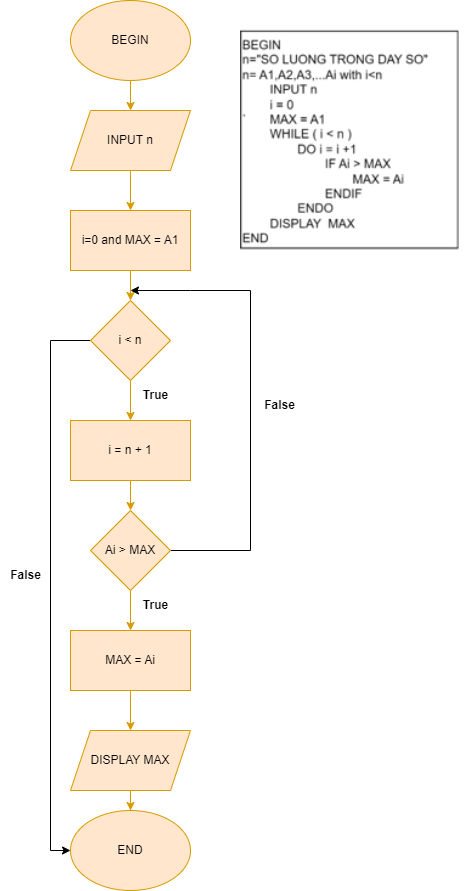 BEGIN
INPUT n
i=0 and MAX = A1
i < n
True
False
i = n + 1
Ai > MAX
False
True
MAX = Ai
DISPLAY MAX
END
BEGIN
n="SO LUONG TRONG DAY SO"
n= A1,A2,A3,...Ai with i<n
INPUT n
i = 0
MAX = A1
WHILE ( i < n )
DO i = i +1
IF Ai > MAX
MAX = Ai
ENDIF
ENDO
DISPLAY MAX
END